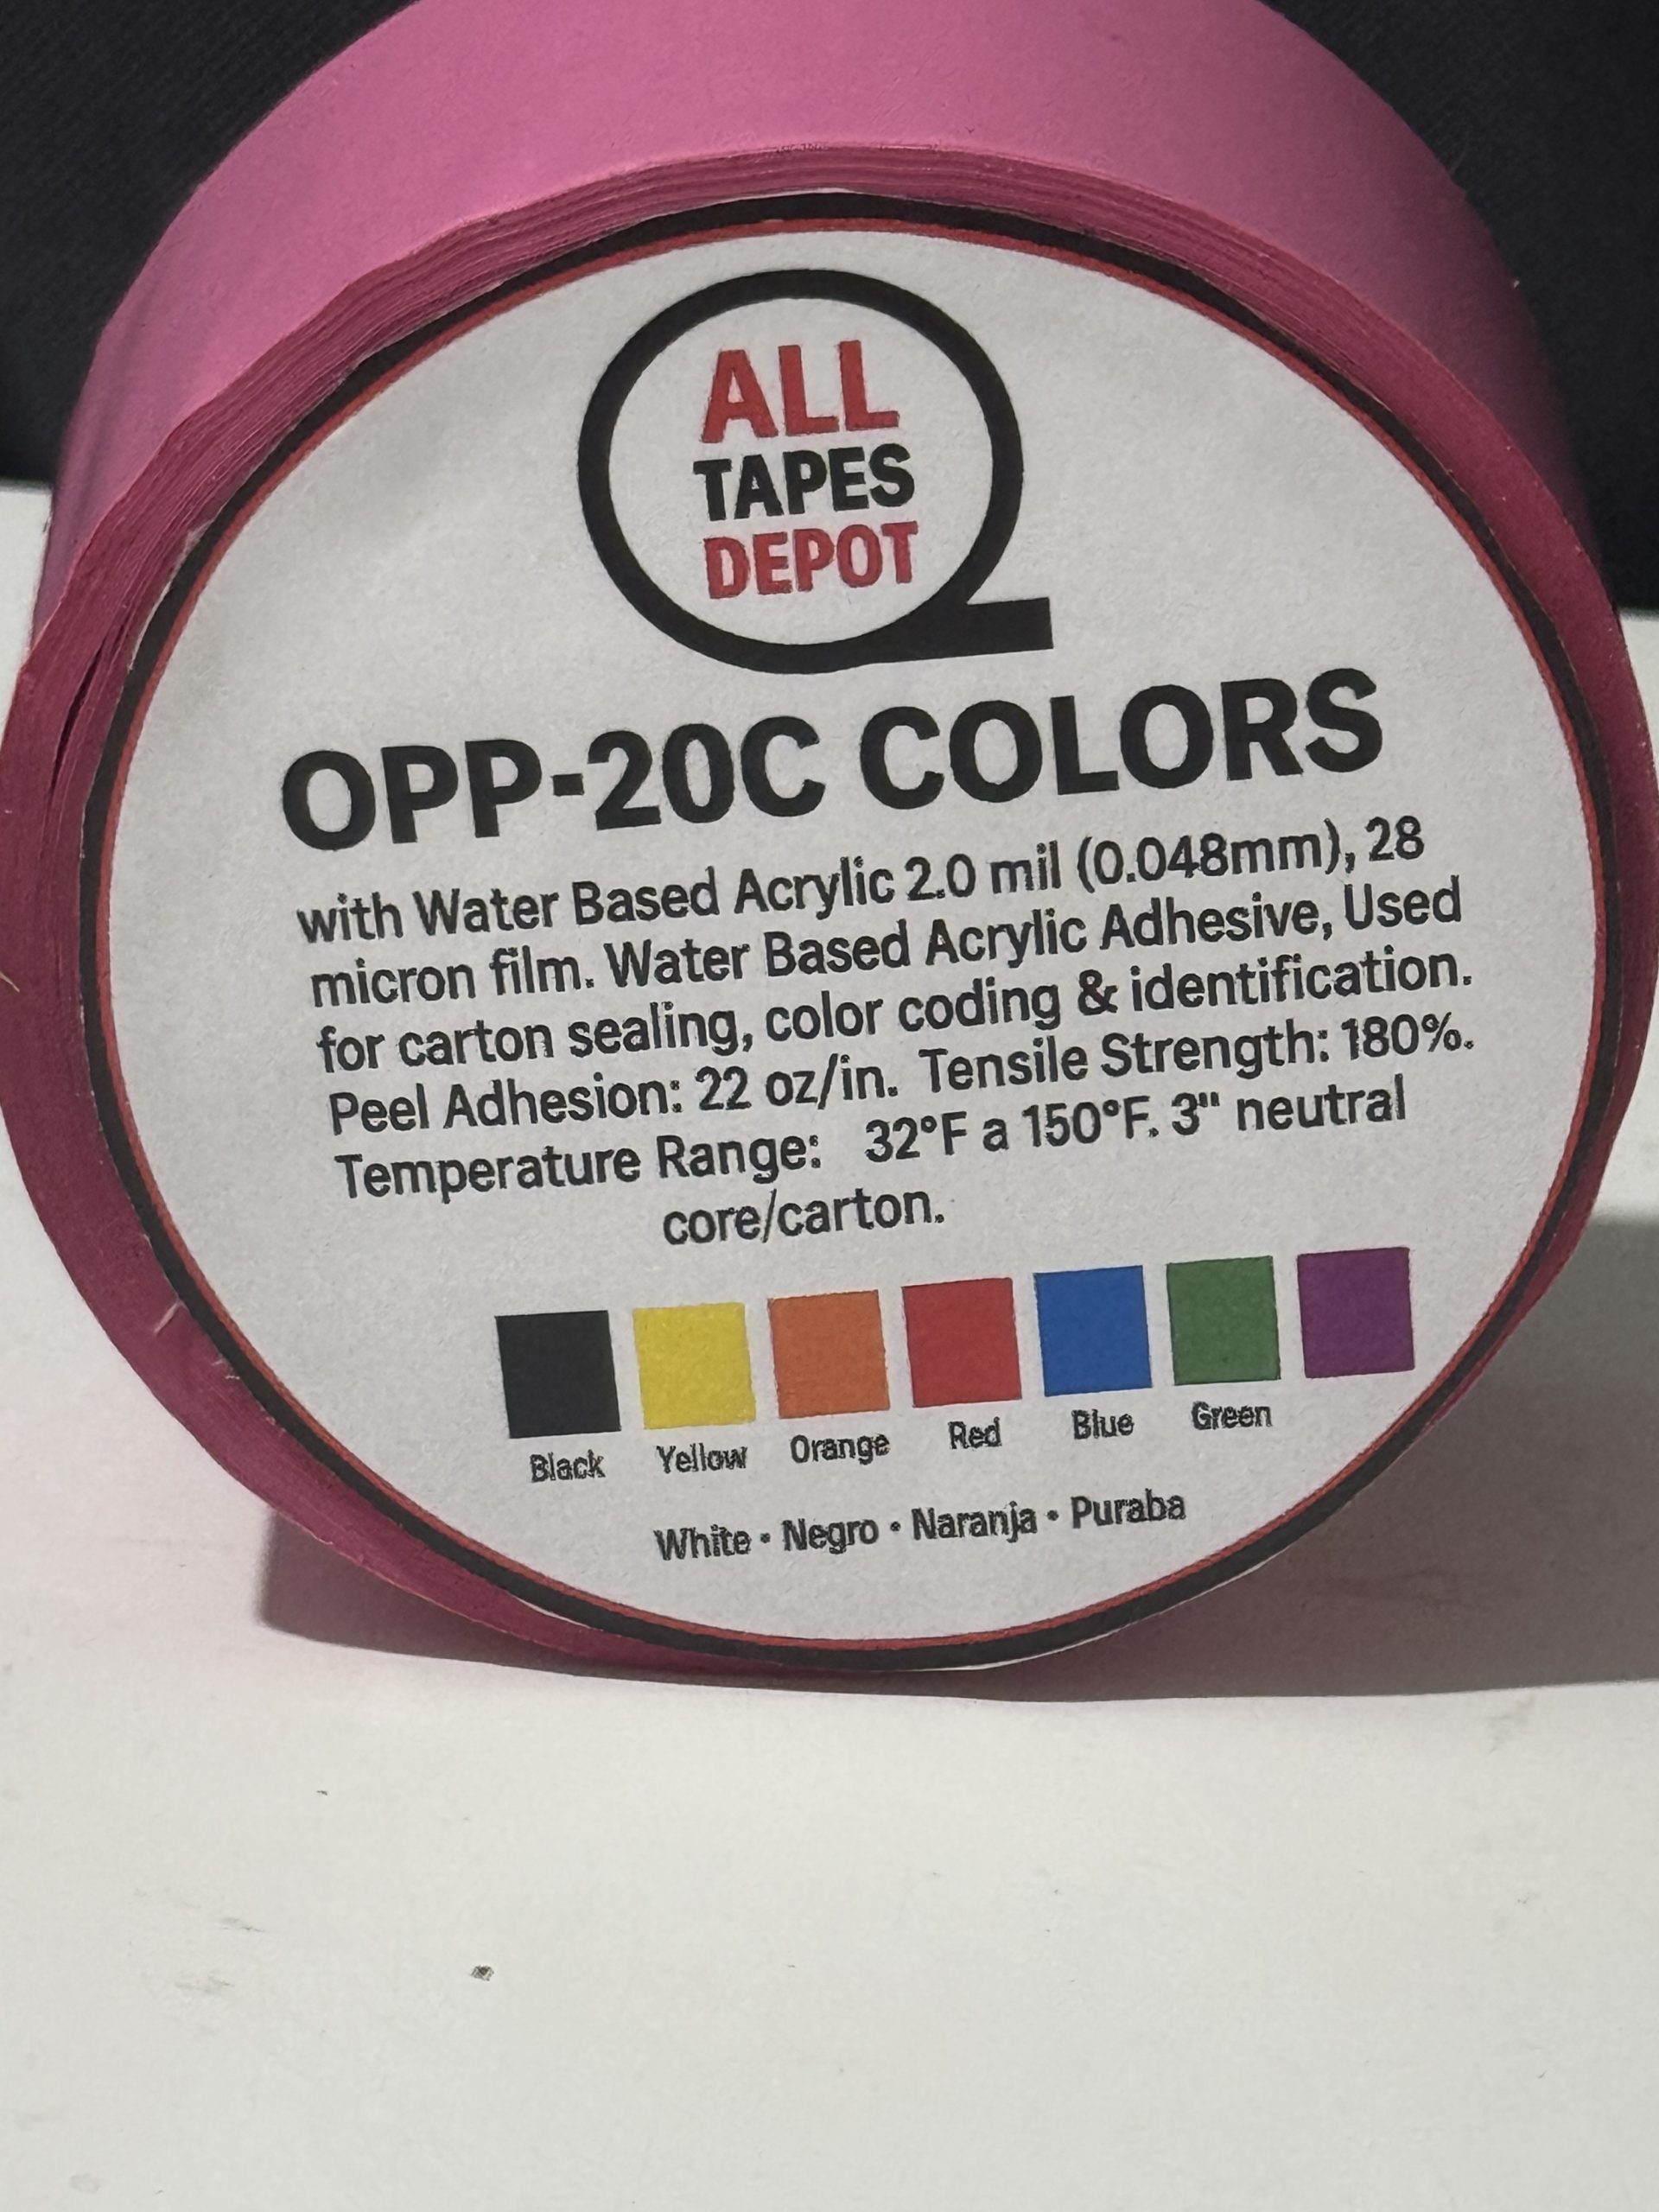 ALL
TAPES
DEPOT
OPP-20C COLORS
with Water Based Acrylic 2.0 mil (0.048mm), 28
micron film. Water Based Acrylic Adhesive, Used
for carton sealing, color coding & identification.
Peel Adhesion: 22 oz/in. Tensile Strength: 180%.
Temperature Range: 32°F a 150°F. 3" neutral
core/carton.
Black Yellow Orange Red Blue Green
White • Negro • Naranja • Puraba